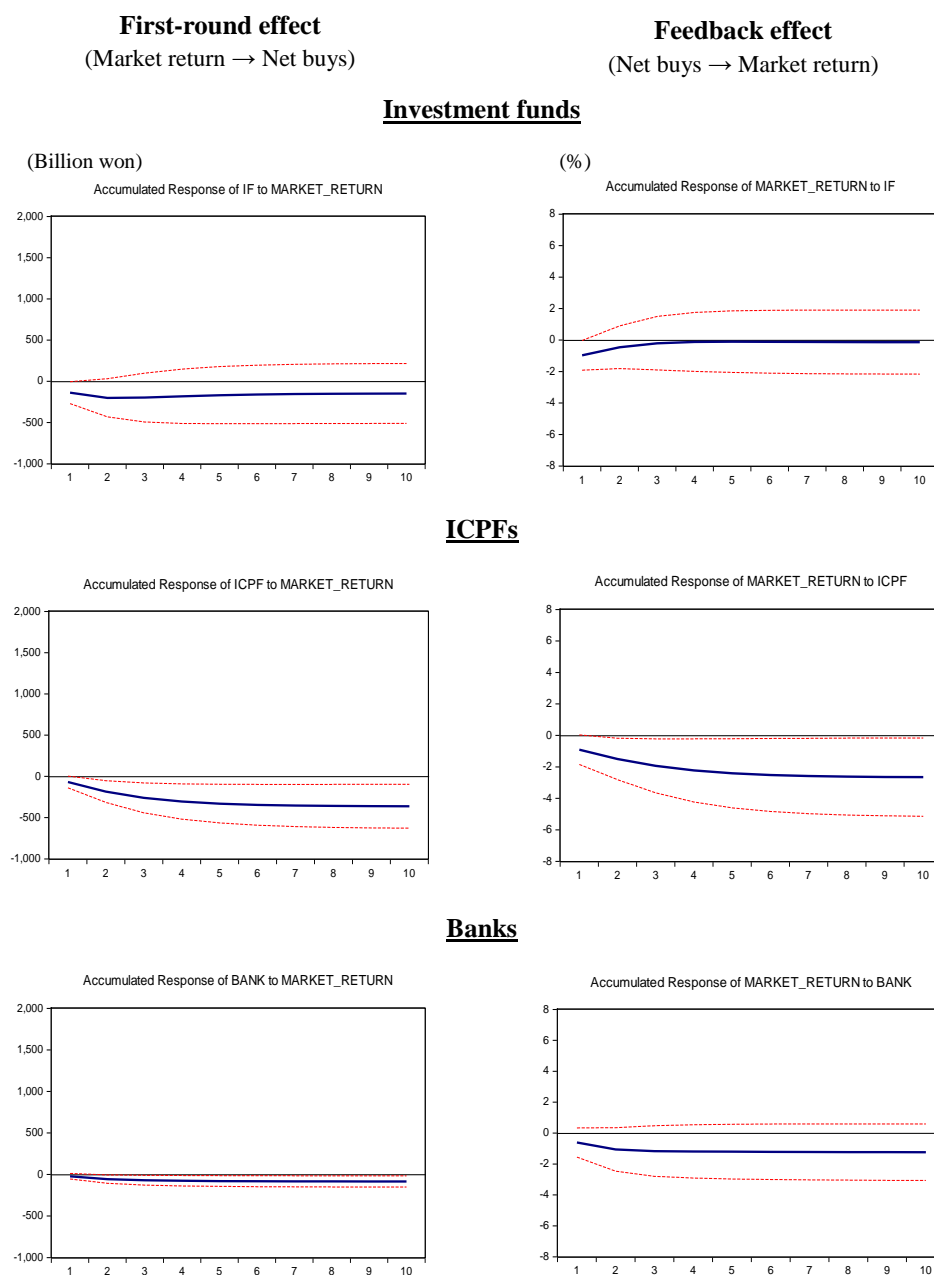 First-round effect
(Market return → Net buys)
Feedback effect
(Net buys → Market return)
Investment funds
(Billion won)
(%)
Accumulated Response of IF to MARKET_RETURN
2,000
1,500
1,000
500
0
-500
-1,000
1 2 3 4 5 6 7 8 9 10
Accumulated Response of MARKET_RETURN to IF
8
6
4
2
0
-2
-4
-6
-8
1 2 3 4 5 6 7 8 9 10
ICPFs
Accumulated Response of ICPF to MARKET_RETURN
2,000
1,500
1,000
500
0
-500
-1,000
1 2 3 4 5 6 7 8 9 10
Accumulated Response of MARKET_RETURN to ICPF
8
6
4
2
0
-2
-4
-6
-8
1 2 3 4 5 6 7 8 9 10
Banks
Accumulated Response of BANK to MARKET_RETURN
2,000
1,500
1,000
500
0
-500
-1,000
1 2 3 4 5 6 7 8 9 10
Accumulated Response of MARKET_RETURN to BANK
8
6
4
2
0
-2
-4
-6
-8
1 2 3 4 5 6 7 8 9 10